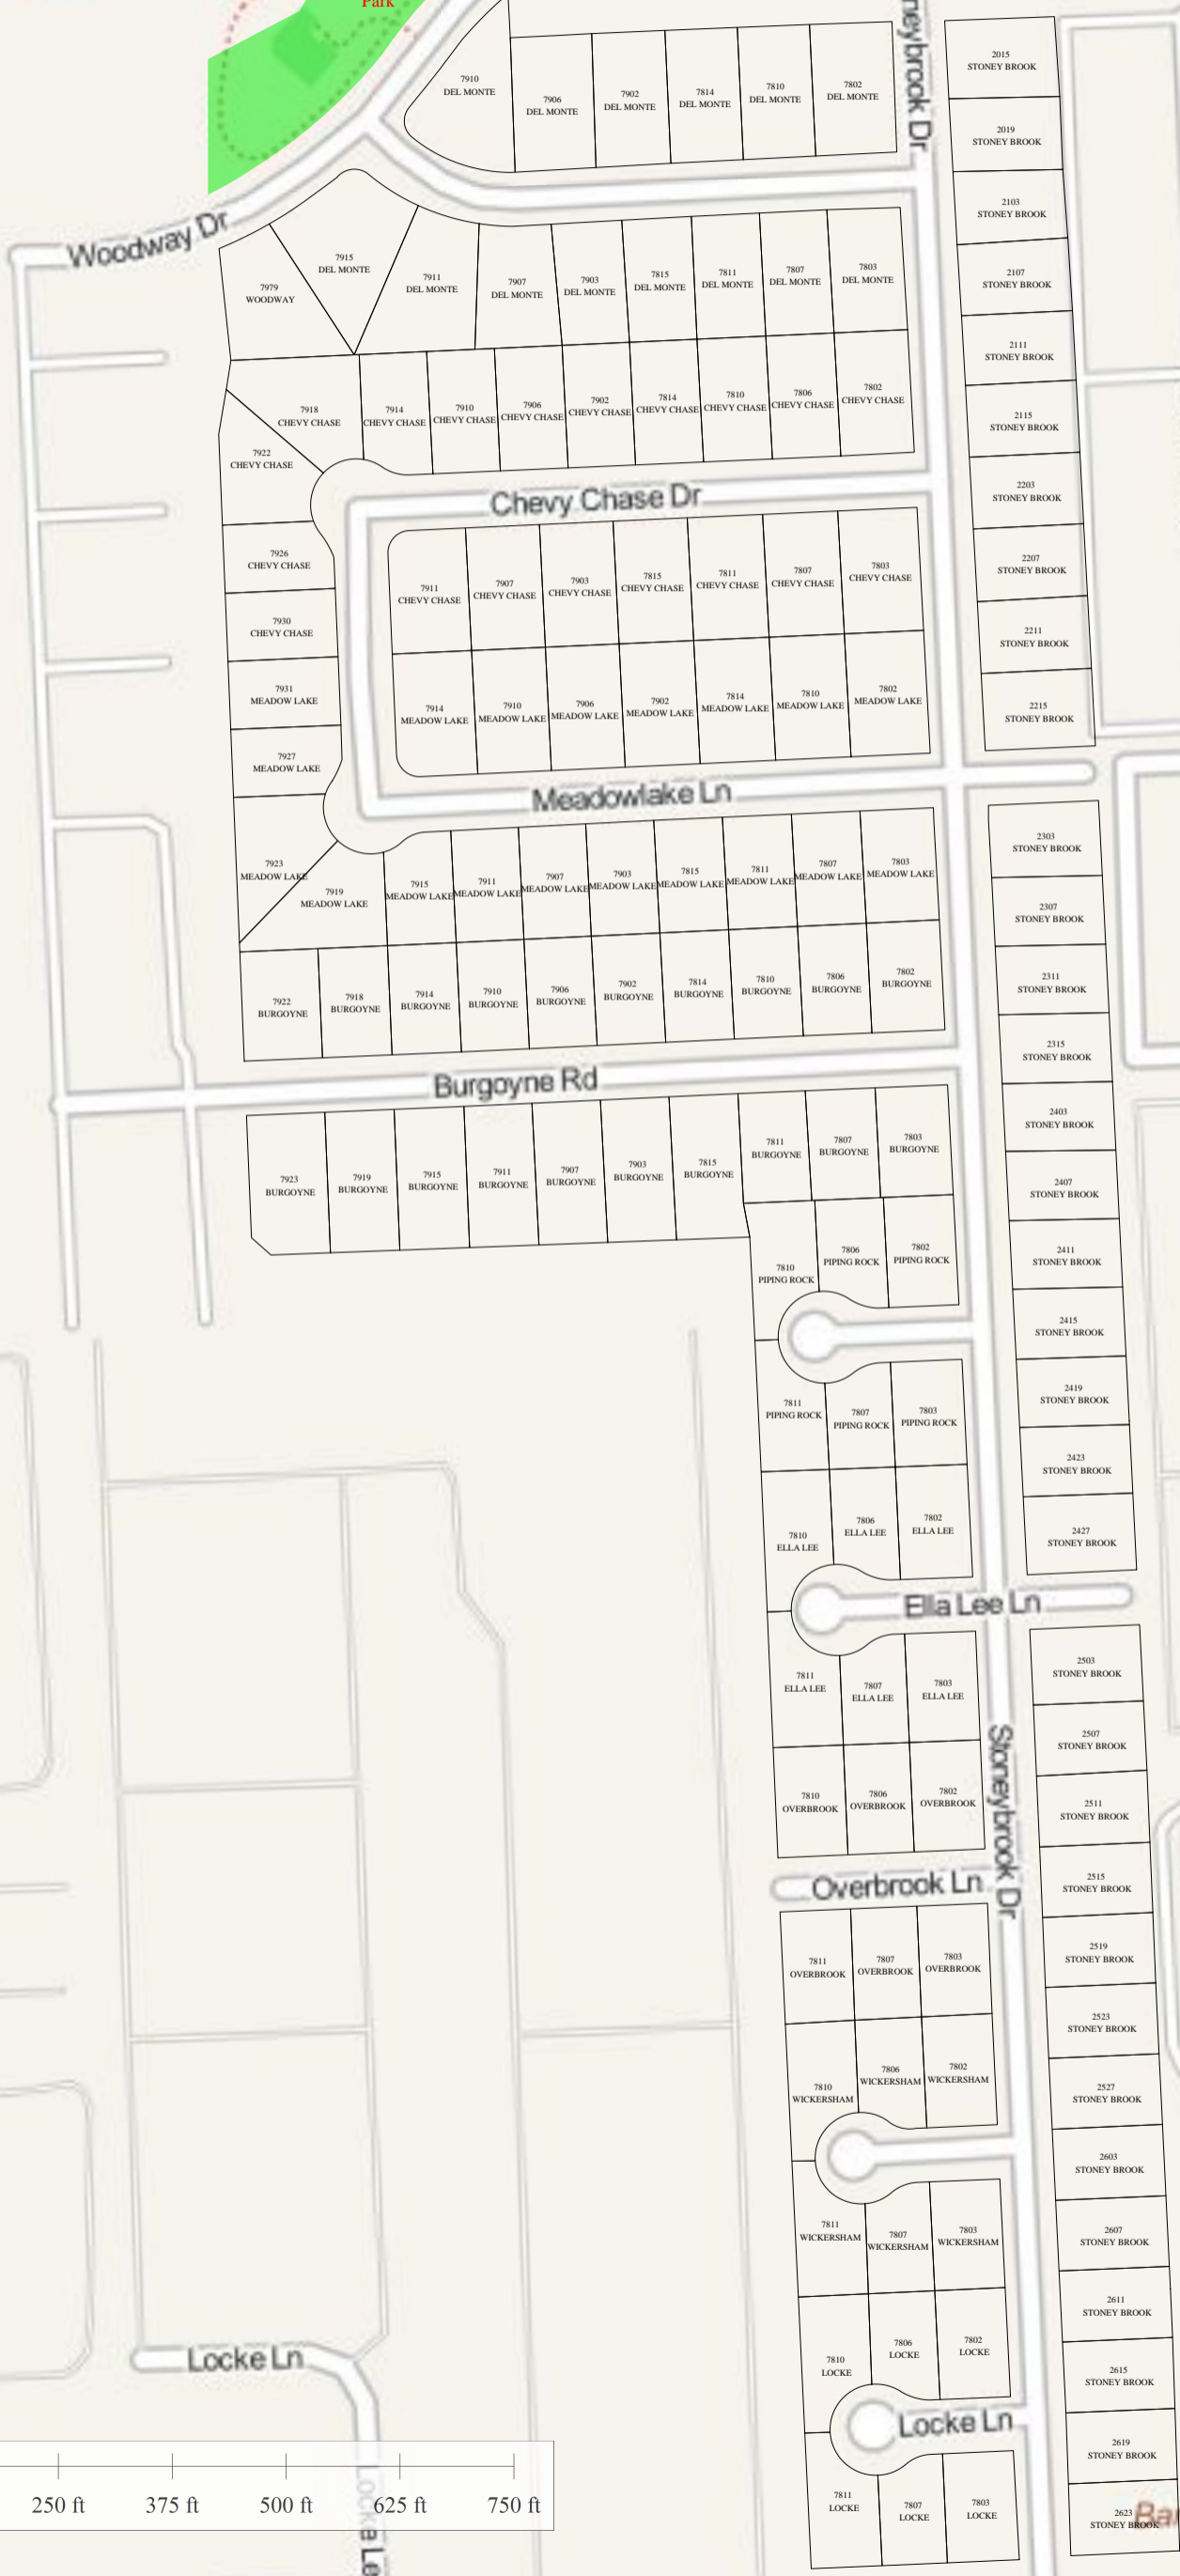 Park
neybrook Dr
7910
DEL MONTE
7906
DEL MONTE
7902
DEL MONTE
7814
DEL MONTE
7810
DEL MONTE
7802
DEL MONTE
2015
STONEY BROOK
2019
STONEY BROOK
2103
STONEY BROOK
2107
STONEY BROOK
2111
STONEY BROOK
2115
STONEY BROOK
2203
STONEY BROOK
2207
STONEY BROOK
2211
STONEY BROOK
2215
STONEY BROOK
Woodway Dr
7979
WOODWAY
7915
DEL MONTE
7911
DEL MONTE
7907
DEL MONTE
7903
DEL MONTE
7815
DEL MONTE
7811
DEL MONTE
7807
DEL MONTE
7803
DEL MONTE
7918
CHEVY CHASE
7914
CHEVY CHASE
7910
CHEVY CHASE
7906
CHEVY CHASE
7902
CHEVY CHASE
7814
CHEVY CHASE
7810
CHEVY CHASE
7806
CHEVY CHASE
7802
CHEVY CHASE
7922
CHEVY CHASE
Chevy Chase Dr
7926
CHEVY CHASE
7930
CHEVY CHASE
7931
MEADOW LAKE
7927
MEADOW LAKE
7911
CHEVY CHASE
7907
CHEVY CHASE
7903
CHEVY CHASE
7815
CHEVY CHASE
7811
CHEVY CHASE
7807
CHEVY CHASE
7803
CHEVY CHASE
7914
MEADOW LAKE
7910
MEADOW LAKE
7906
MEADOW LAKE
7902
MEADOW LAKE
7814
MEADOW LAKE
7810
MEADOW LAKE
7802
MEADOW LAKE
Meadowlake Ln
7923
MEADOW LAKE
7919
MEADOW LAKE
7915
MEADOW LAKE
7911
MEADOW LAKE
7907
MEADOW LAKE
7903
MEADOW LAKE
7815
MEADOW LAKE
7811
MEADOW LAKE
7807
MEADOW LAKE
7803
MEADOW LAKE
7922
BURGOYNE
7918
BURGOYNE
7914
BURGOYNE
7910
BURGOYNE
7906
BURGOYNE
7902
BURGOYNE
7814
BURGOYNE
7810
BURGOYNE
7806
BURGOYNE
7802
BURGOYNE
Burgoyne Rd
7923
BURGOYNE
7919
BURGOYNE
7915
BURGOYNE
7911
BURGOYNE
7907
BURGOYNE
7903
BURGOYNE
7815
BURGOYNE
7811
BURGOYNE
7807
BURGOYNE
7803
BURGOYNE
2303
STONEY BROOK
2307
STONEY BROOK
2311
STONEY BROOK
2315
STONEY BROOK
2403
STONEY BROOK
2407
STONEY BROOK
2411
STONEY BROOK
2415
STONEY BROOK
2419
STONEY BROOK
2423
STONEY BROOK
2427
STONEY BROOK
7810
PIPING ROCK
7806
PIPING ROCK
7802
PIPING ROCK
7811
PIPING ROCK
7807
PIPING ROCK
7803
PIPING ROCK
7810
ELLA LEE
7806
ELLA LEE
7802
ELLA LEE
Ella Lee Ln
7811
ELLA LEE
7807
ELLA LEE
7803
ELLA LEE
7810
OVERBROOK
7806
OVERBROOK
7802
OVERBROOK
Stoneybrook Dr
Overbrook Ln
7811
OVERBROOK
7807
OVERBROOK
7803
OVERBROOK
7810
WICKERSHAM
7806
WICKERSHAM
7802
WICKERSHAM
7811
WICKERSHAM
7807
WICKERSHAM
7803
WICKERSHAM
7810
LOCKE
7806
LOCKE
7802
LOCKE
Locke Ln
7811
LOCKE
7807
LOCKE
7803
LOCKE
2503
STONEY BROOK
2507
STONEY BROOK
2511
STONEY BROOK
2515
STONEY BROOK
2519
STONEY BROOK
2523
STONEY BROOK
2527
STONEY BROOK
2603
STONEY BROOK
2607
STONEY BROOK
2611
STONEY BROOK
2615
STONEY BROOK
2619
STONEY BROOK
2623
STONEY BROOK
Bar
Locke Ln
Locke La
250 ft 375 ft 500 ft 625 ft 750 ft